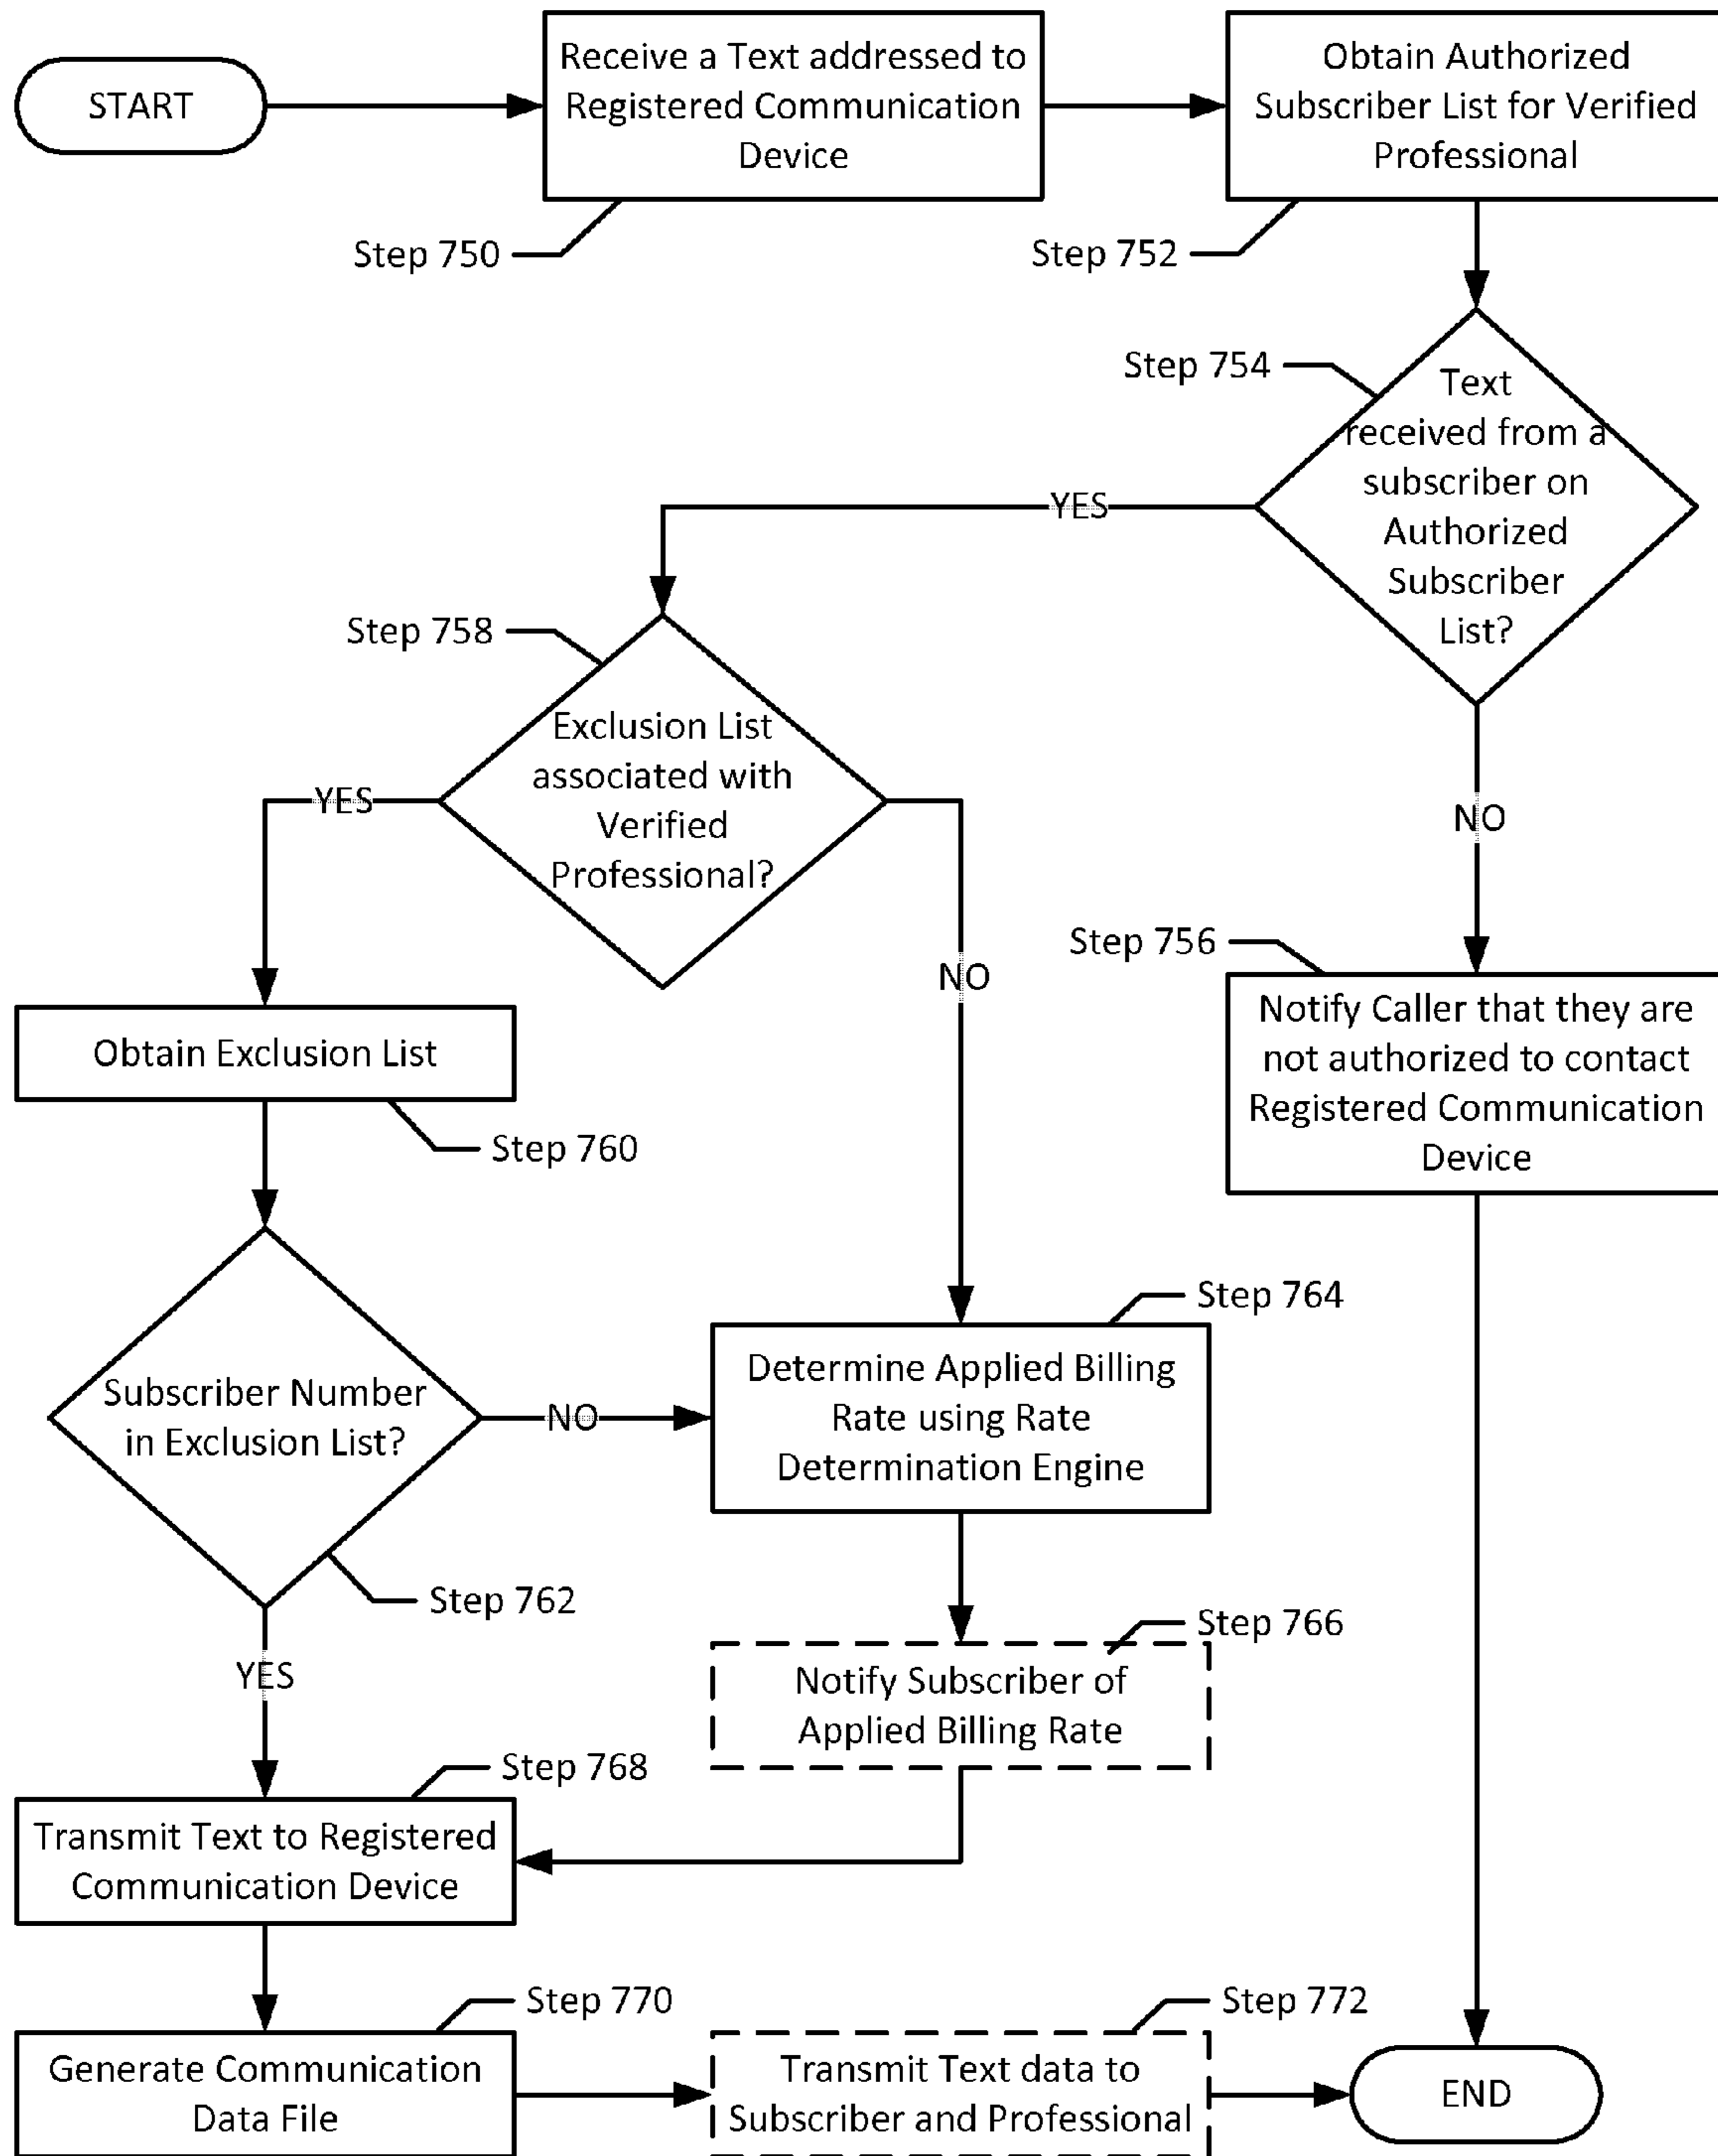 START
Receive a Text addressed to
Registered Communication
Device
Obtain Authorized
Subscriber List for Verified
Professional
Step 750
Step 752
Step 754
Text
received from a
subscriber on
Authorized
Subscriber
List?
YES
Step 758
Exclusion List
associated with
Verified
Professional?
YES
NO
NO
Step 756
Notify Caller that they are
not authorized to contact
Registered Communication
Device
Obtain Exclusion List
Step 760
Step 764
Subscriber Number
in Exclusion List?
NO
Determine Applied Billing
Rate using Rate
Determination Engine
Step 762
YES
Step 766
Notify Subscriber of
Applied Billing Rate
Step 768
Transmit Text to Registered
Communication Device
Step 770
Generate Communication
Data File
Step 772
Transmit Text data to
Subscriber and Professional
END